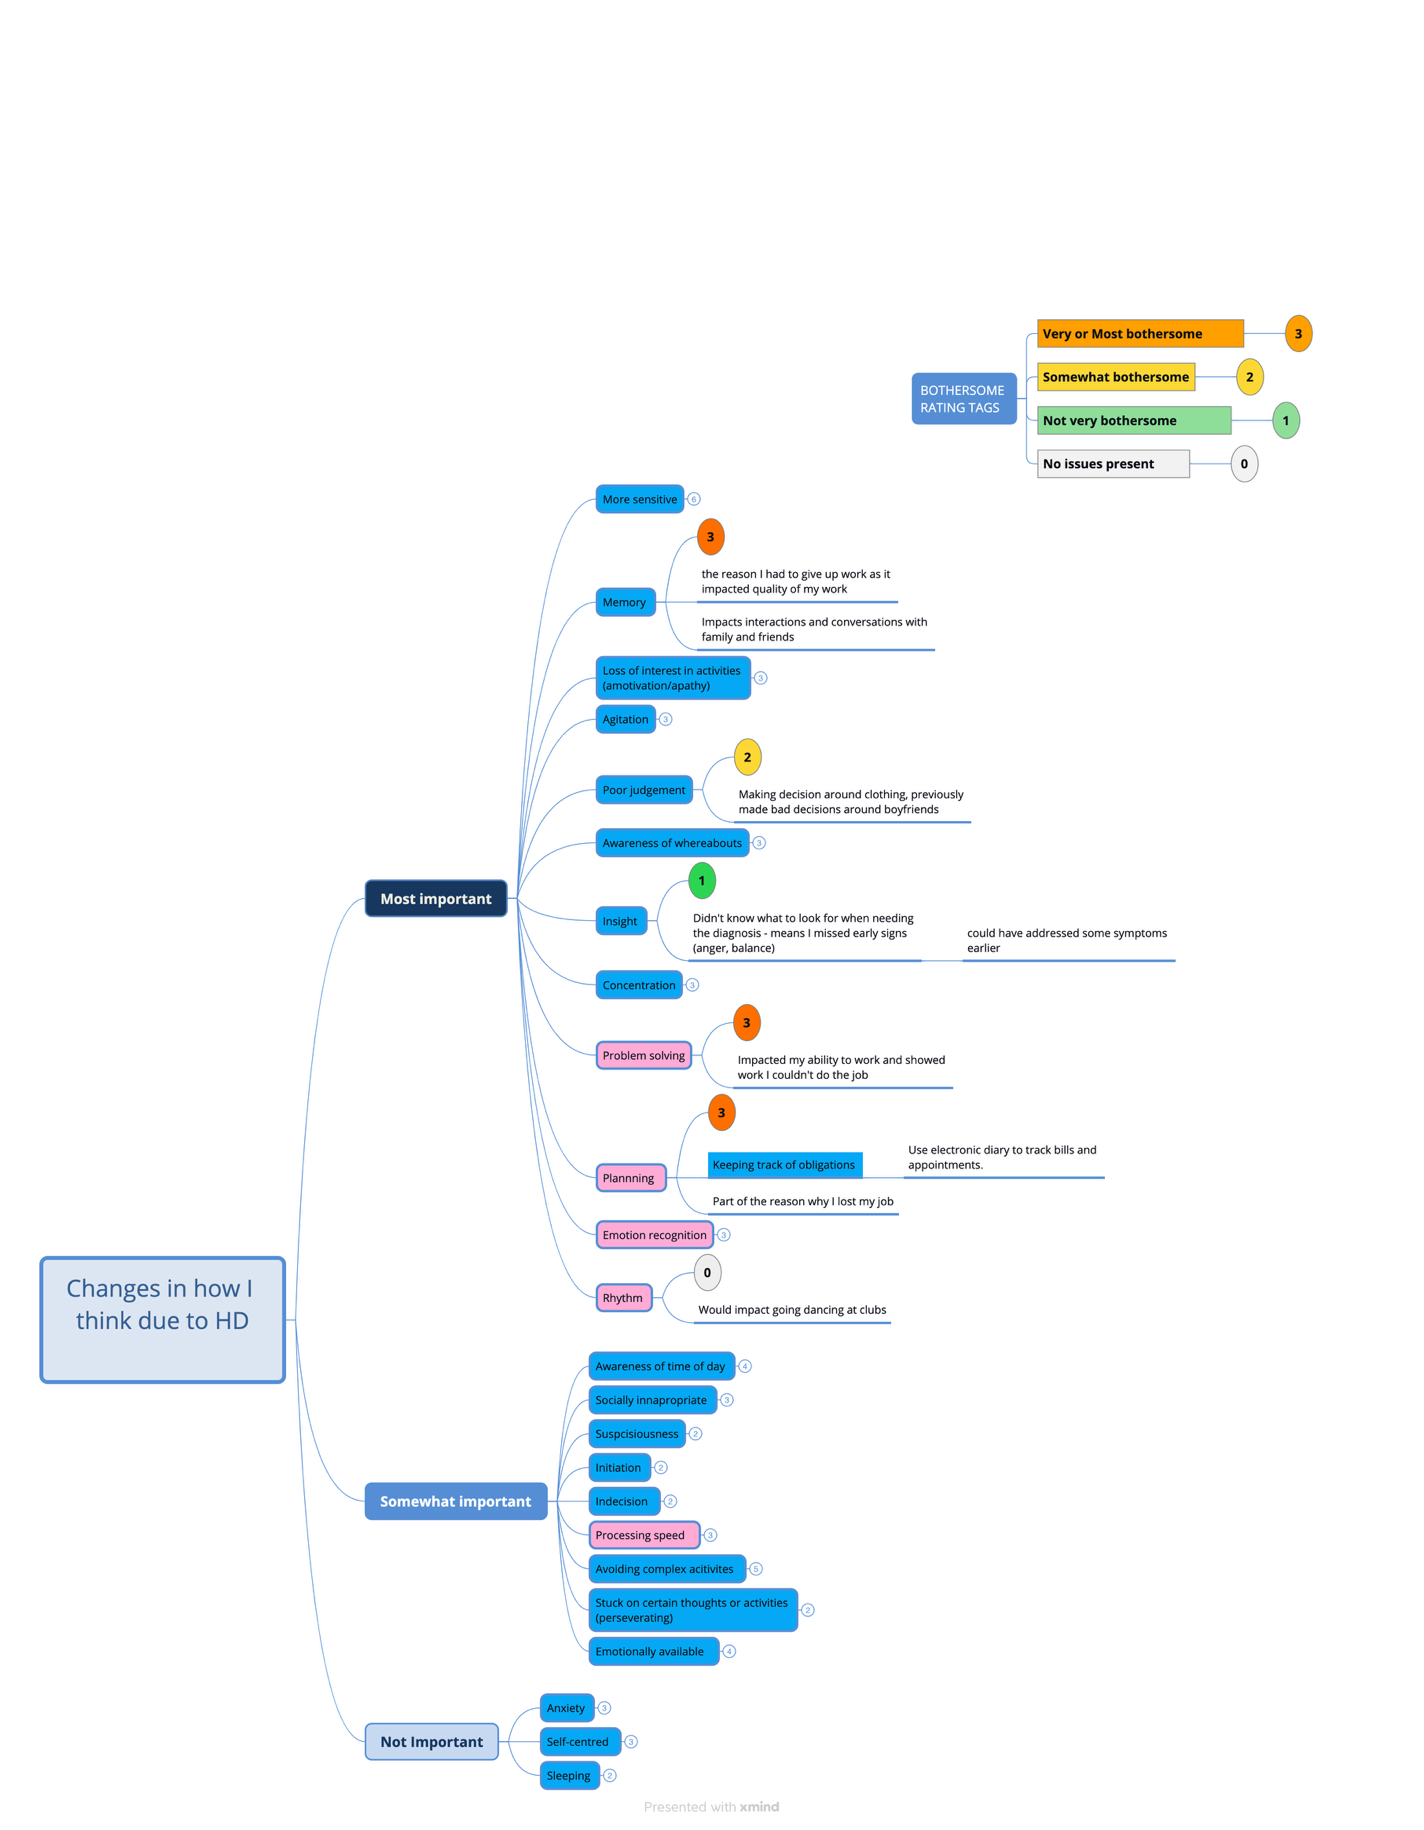 Very or Most bothersome
3
BOTHERSOME
RATING TAGS
Somewhat bothersome
2
Not very bothersome
1
No issues present
0
Changes in how I
think due to HD
Most important
More sensitive
6
Memory
3
the reason I had to give up work as it
impacted quality of my work
Impacts interactions and conversations with
family and friends
Loss of interest in activities
(amotivation/apathy)
3
Agitation
3
Poor judgement
2
Making decision around clothing, previously
made bad decisions around boyfriends
Awareness of whereabouts
3
Insight
1
Didn't know what to look for when needing
the diagnosis - means I missed early signs
(anger, balance)
could have addressed some symptoms
earlier
Concentration
3
Problem solving
3
Impacted my ability to work and showed
work I couldn't do the job
Plannning
3
Keeping track of obligations
Use electronic diary to track bills and
appointments.
Part of the reason why I lost my job
Emotion recognition
3
Rhythm
0
Would impact going dancing at clubs
Somewhat important
Awareness of time of day
4
Socially innapropriate
3
Suspcisiousness
2
Initiation
2
Indecision
2
Processing speed
3
Avoiding complex acitivites
5
Stuck on certain thoughts or activities
(perseverating)
2
Emotionally available
4
Not Important
Anxiety
3
Self-centred
3
Sleeping
2
Presented with xmind